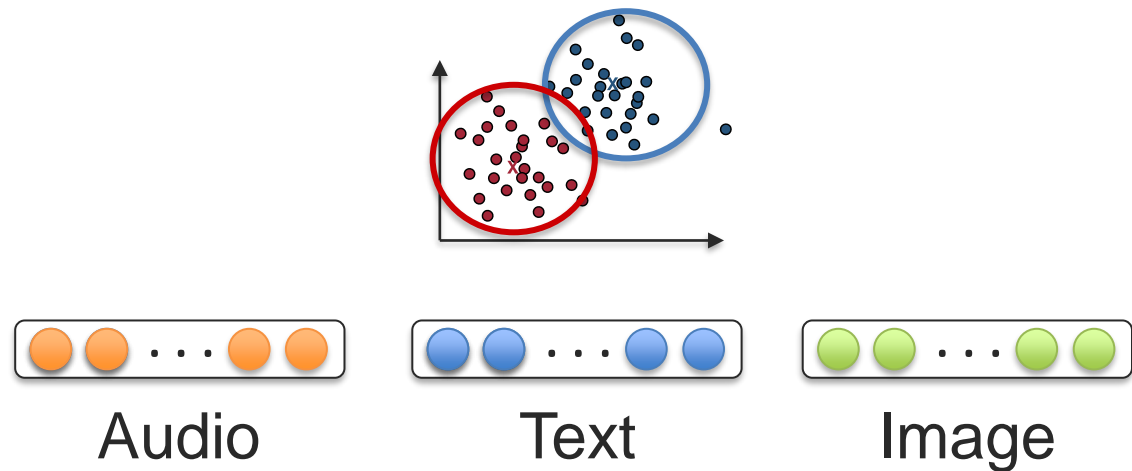 X
X
. . .
. . .
. . .
Audio
Text
Image